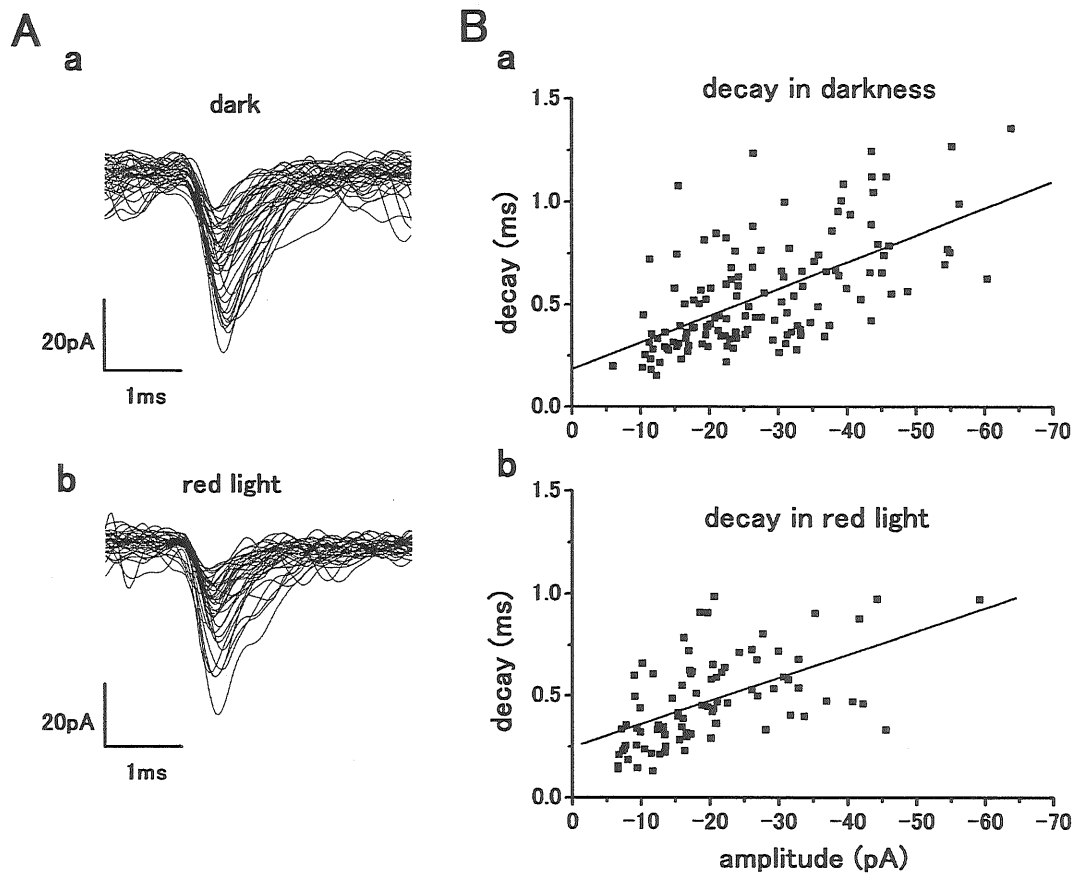 A
a
dark
20pA
1ms
b
red light
20pA
1ms
B
a
decay in darkness
decay (ms)
1.5
1.0
0.5
0.0
0 -10 -20 -30 -40 -50 -60 -70
b
decay in red light
decay (ms)
1.5
1.0
0.5
0.0
0 -10 -20 -30 -40 -50 -60 -70
amplitude (pA)